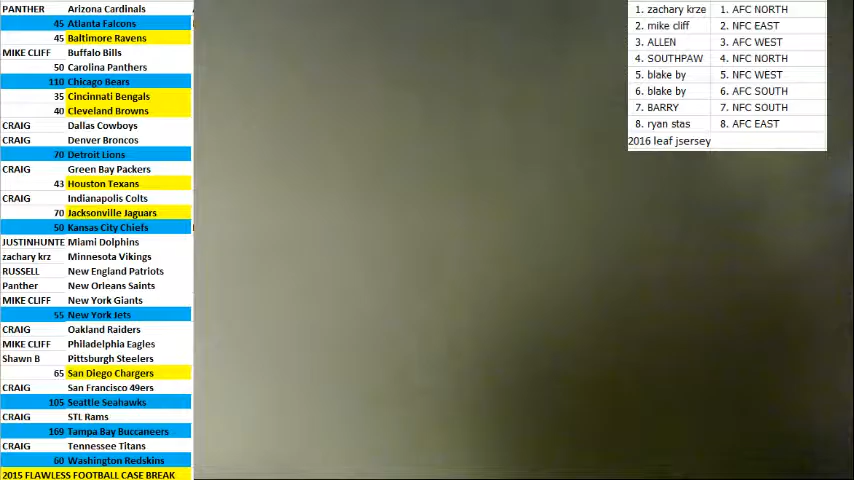 PANTHER Arizona Cardinals
45 Atlanta Falcons
45 Baltimore Ravens
MIKE CLIFF Buffalo Bills
50 Carolina Panthers
110 Chicago Bears
35 Cincinnati Bengals
40 Cleveland Browns
CRAIG Dallas Cowboys
CRAIG Denver Broncos
70 Detroit Lions
CRAIG Green Bay Packers
43 Houston Texans
CRAIG Indianapolis Colts
70 Jacksonville Jaguars
50 Kansas City Chiefs
JUSTINHUNTE Miami Dolphins
zachary krz Minnesota Vikings
RUSSELL New England Patriots
Panther New Orleans Saints
MIKE CLIFF New York Giants
55 New York Jets
CRAIG Oakland Raiders
MIKE CLIFF Philadelphia Eagles
Shawn B Pittsburgh Steelers
65 San Diego Chargers
CRAIG San Francisco 49ers
105 Seattle Seahawks
CRAIG STL Rams
169 Tampa Bay Buccaneers
CRAIG Tennessee Titans
60 Washington Redskins
2015 FLAWLESS FOOTBALL CASE BREAK
1. zachary krze 1. AFC NORTH
2. mike cliff 2. NFC EAST
3. ALLEN 3. AFC WEST
4. SOUTHPAW 4. NFC NORTH
5. blake by 5. NFC WEST
6. blake by 6. AFC SOUTH
7. BARRY 7. NFC SOUTH
8. ryan stas 8. AFC EAST
2016 leaf jsersey